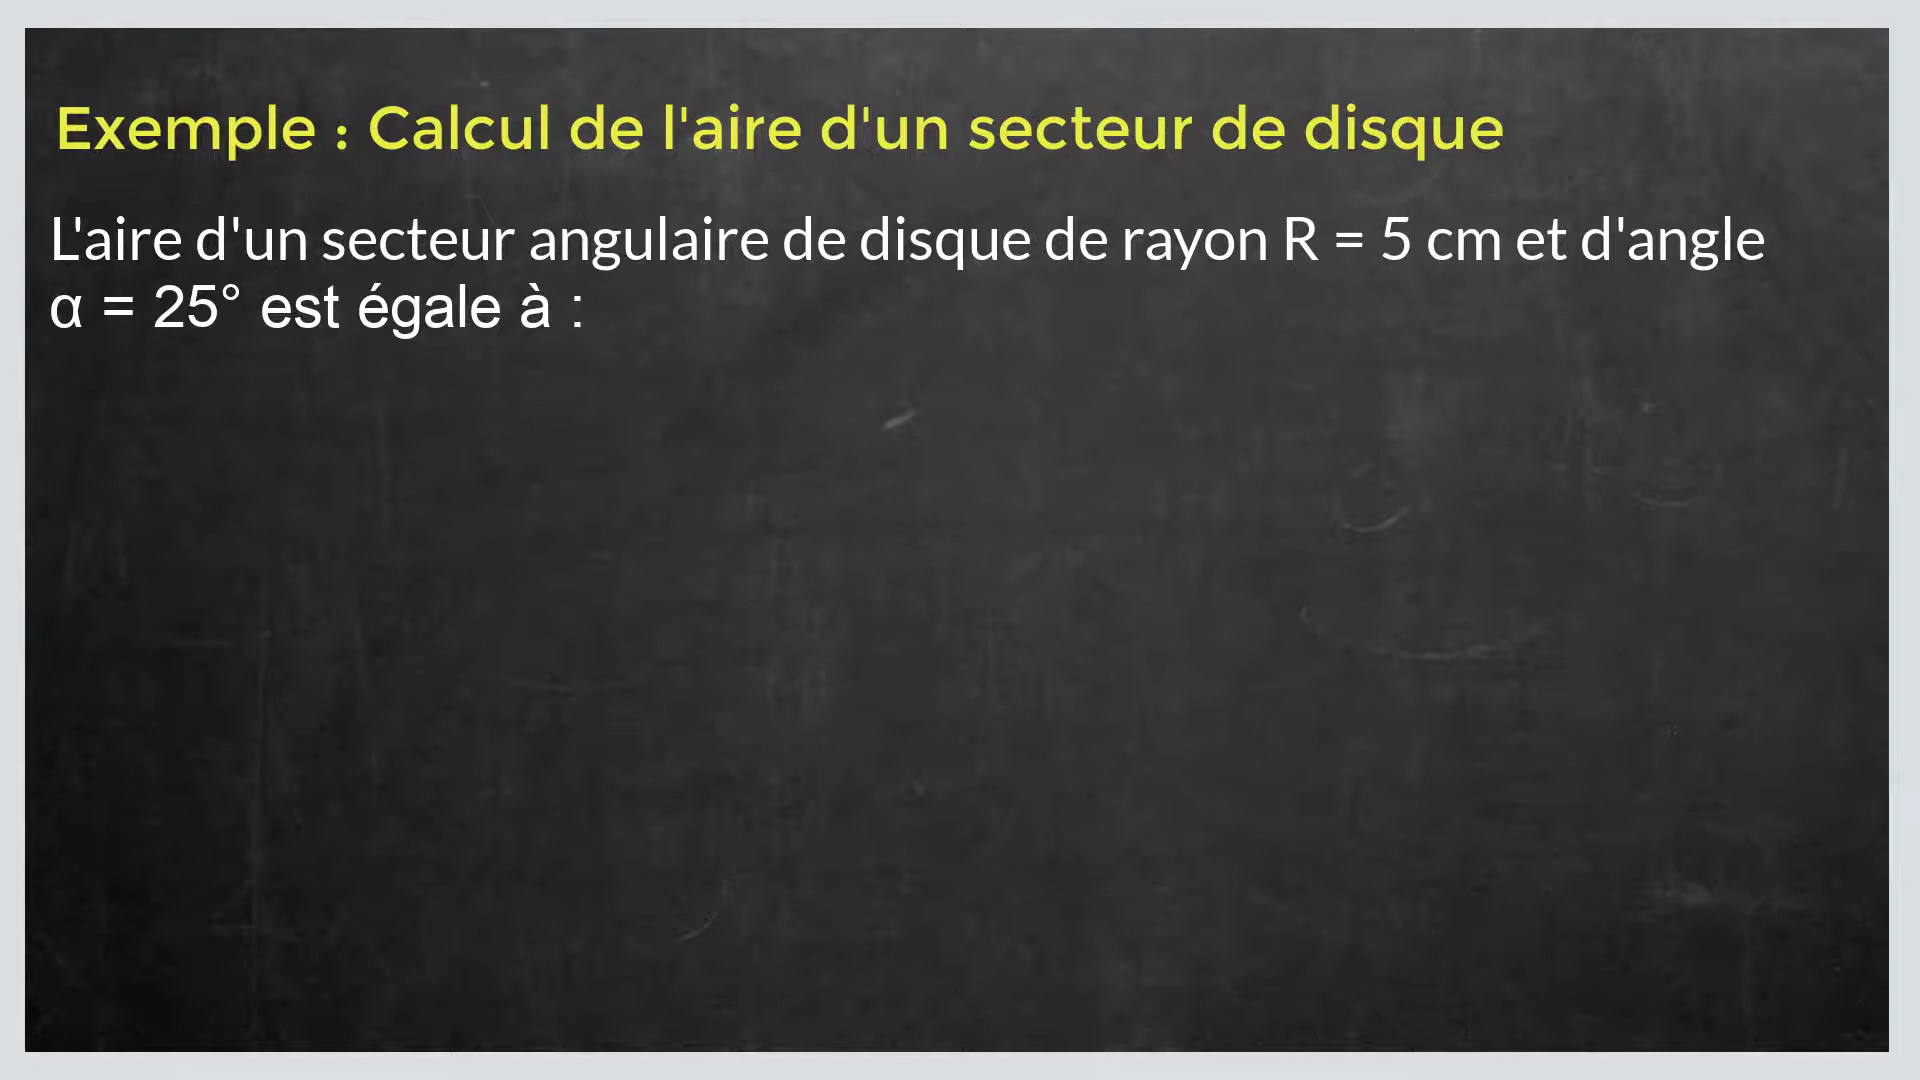 Exemple : Calcul de l'aire d'un secteur de disque
L'aire d'un secteur angulaire de disque de rayon R = 5 cm et d'angle
α = 25° est égale à :